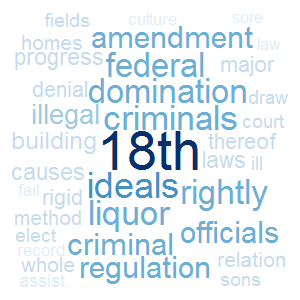 fields culture sore
homes amendment law
progress federal major
denial domination draw
illegal criminals court
building 18th thereof
causes laws ill
fail rigid ideals rightly
method liquor
elect officials
record criminal
whole regulation relation
assist sons